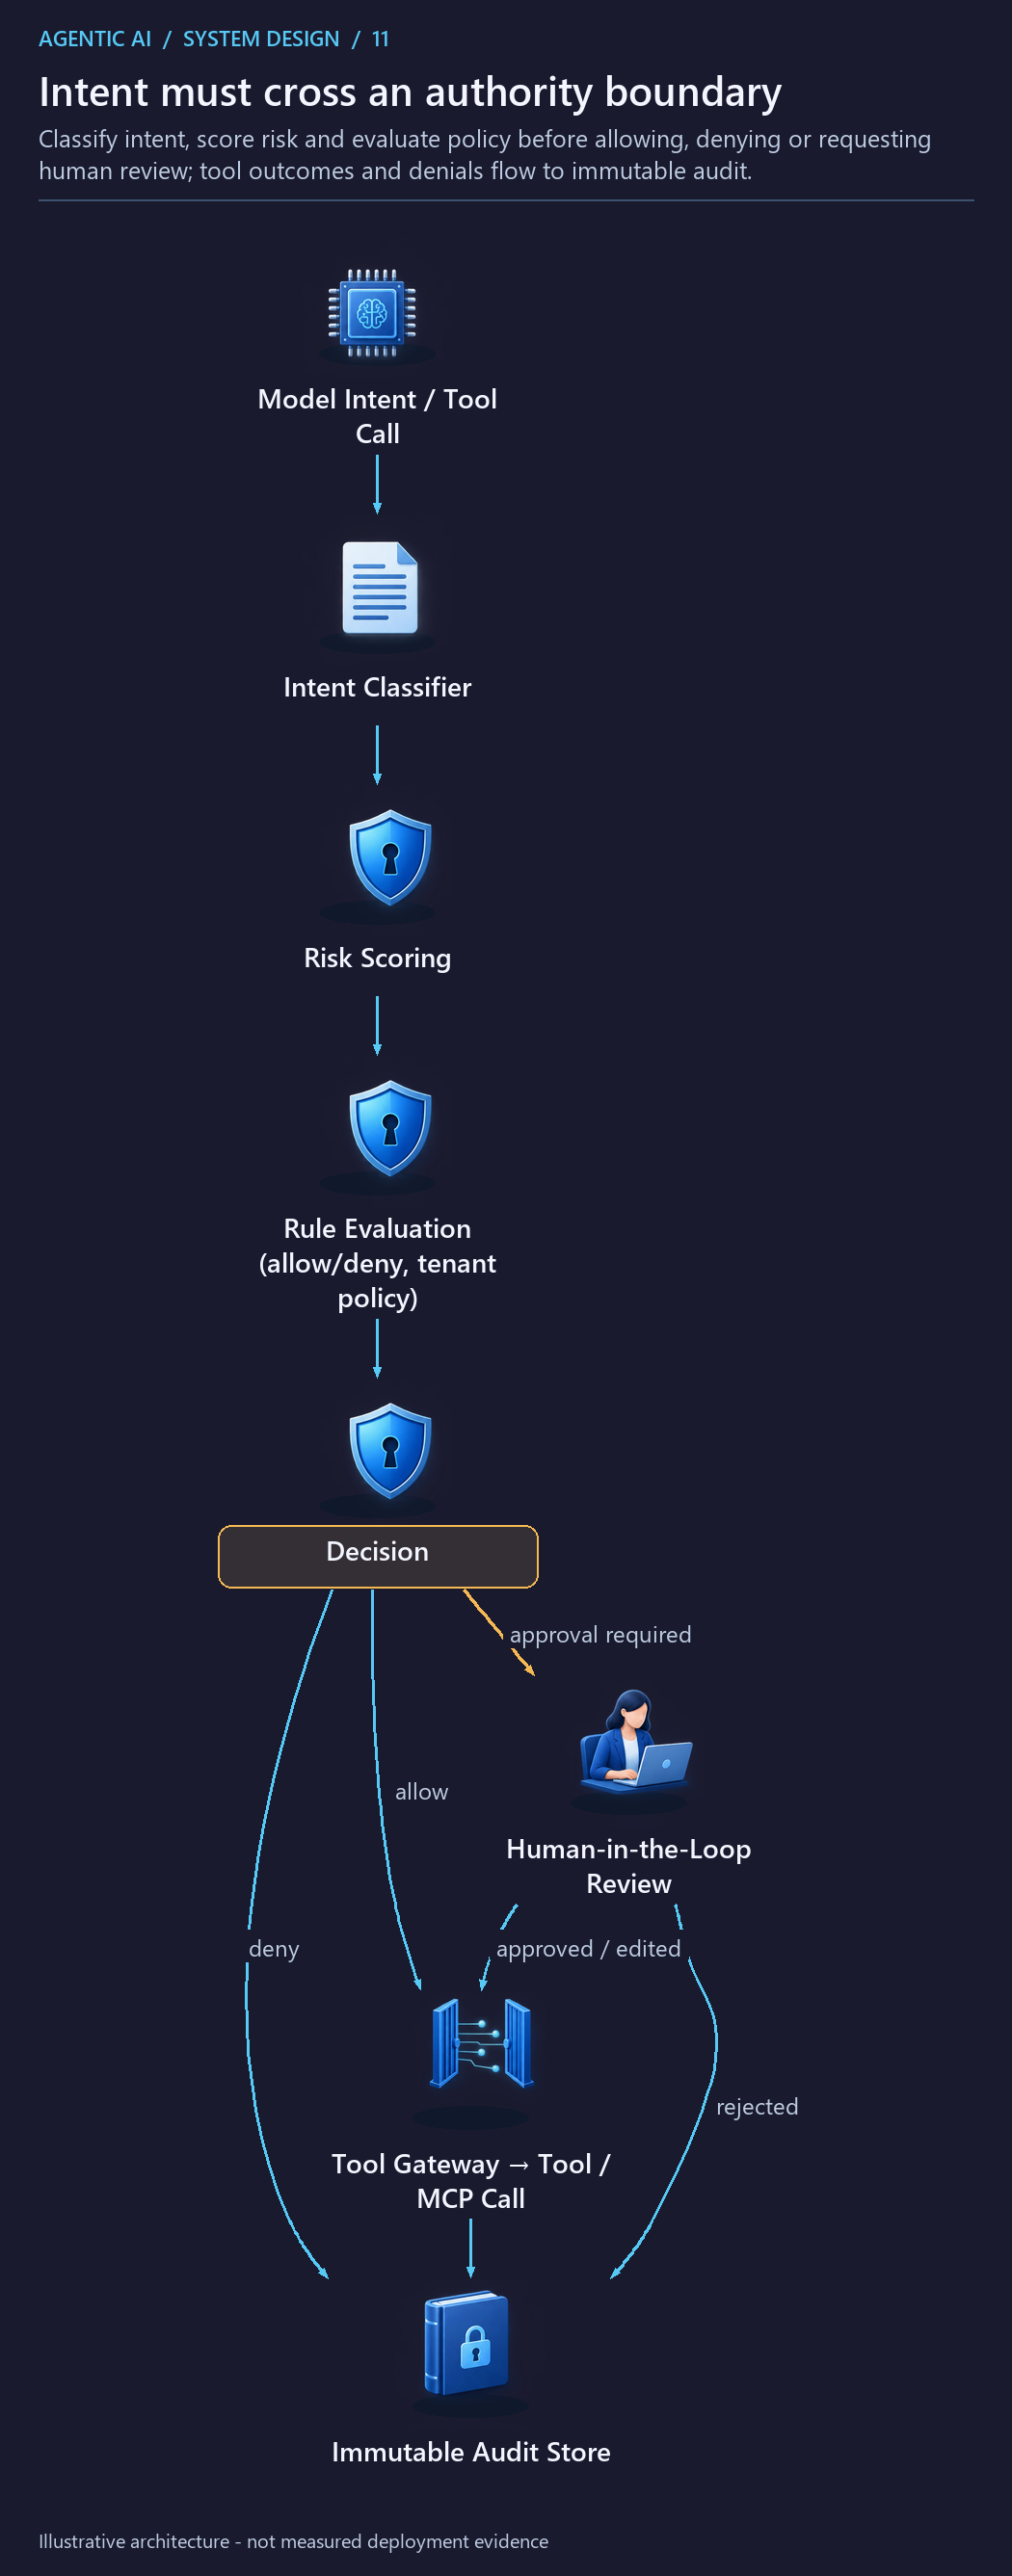 AGENTIC AI / SYSTEM DESIGN / 11
Intent must cross an authority boundary
Classify intent, score risk and evaluate policy before allowing, denying or requesting
human review; tool outcomes and denials flow to immutable audit.
Model Intent / Tool
Call
Intent Classifier
Risk Scoring
Rule Evaluation
(allow/deny, tenant
policy)
Decision
approval required
allow
Human-in-the-Loop
Review
deny
approved / edited
rejected
Tool Gateway → Tool /
MCP Call
Immutable Audit Store
Illustrative architecture - not measured deployment evidence